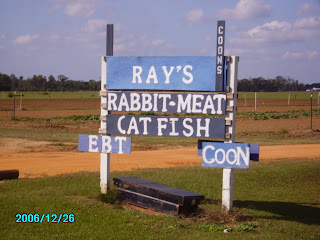 COONS
RAY'S
RABBIT-MEAT
CAT FISH
EBT
COON
2006/12/26